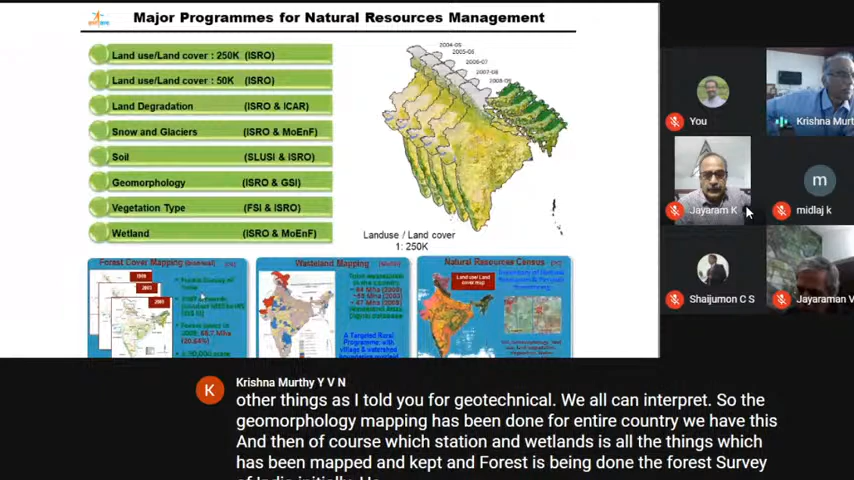 Major Programmes for Natural Resources Management
Land use/Land cover : 250K (ISRO)
Land use/Land cover : 50K (ISRO)
Land Degradation (ISRO & ICAR)
Snow and Glaciers (ISRO & MoEnF)
Soil (SLUSI & ISRO)
Geomorphology (ISRO & GSI)
Vegetation Type (FSI & ISRO)
Wetland (ISRO & MoEnF)
2004-05
2005-06
2006-07
2007-08
2008-09
Landuse / Land cover
1: 250K
Forest Cover Mapping
Wasteland Mapping
Natural Resources Census
Land use/ Land
cover map
A Targeted Rural
Programme, with
village & watershed
You
Krishna Murt
Jayaram K
m
midlaj k
Shaijumon C S
Jayaraman V
K
Krishna Murthy Y V N
other things as I told you for geotechnical. We all can interpret. So the
geomorphology mapping has been done for entire country we have this
And then of course which station and wetlands is all the things which
has been mapped and kept and Forest is being done the forest Survey